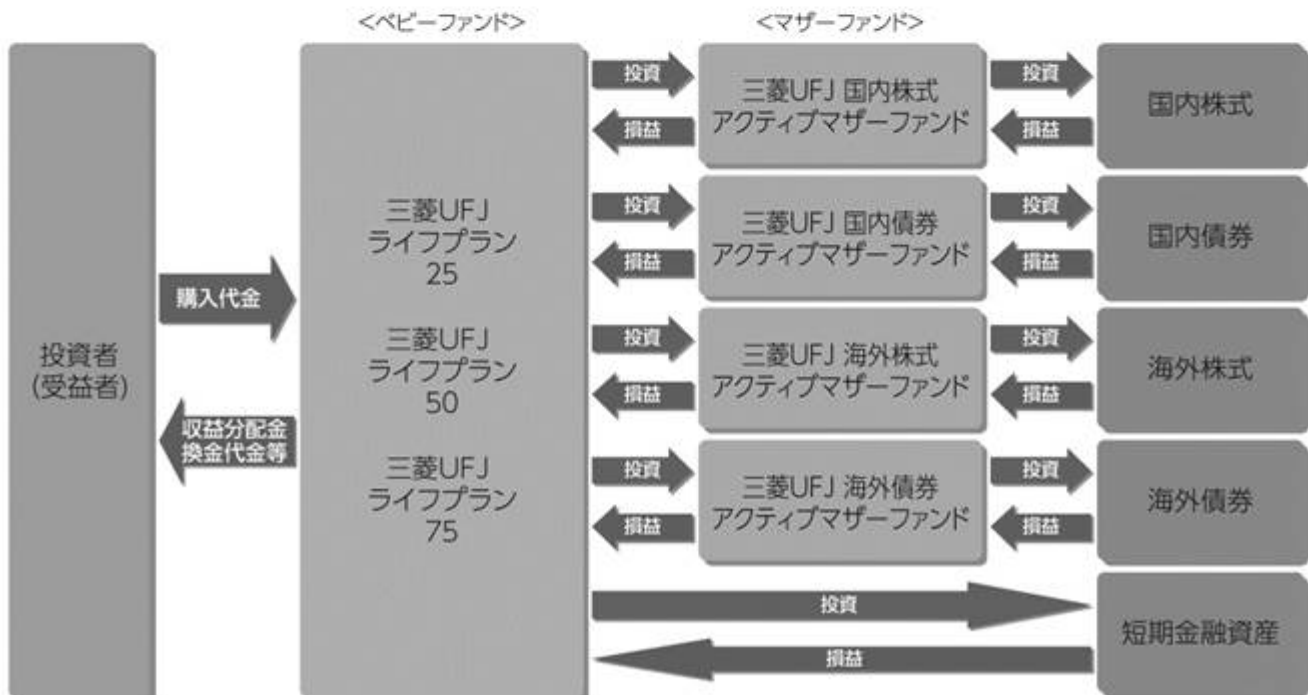 <ベビーファンド>
<マザーファンド>
投資者
(受益者)
購入代金
収益分配金
換金代金等
三菱UFJ
ライフプラン
25
三菱UFJ
ライフプラン
50
三菱UFJ
ライフプラン
75
投資
損益
三菱UFJ 国内株式
アクティブマザーファンド
投資
損益
国内株式
投資
損益
三菱UFJ 国内債券
アクティブマザーファンド
投資
損益
国内債券
投資
損益
三菱UFJ 海外株式
アクティブマザーファンド
投資
損益
海外株式
投資
損益
三菱UFJ 海外債券
アクティブマザーファンド
投資
損益
海外債券
投資
損益
短期金融資産